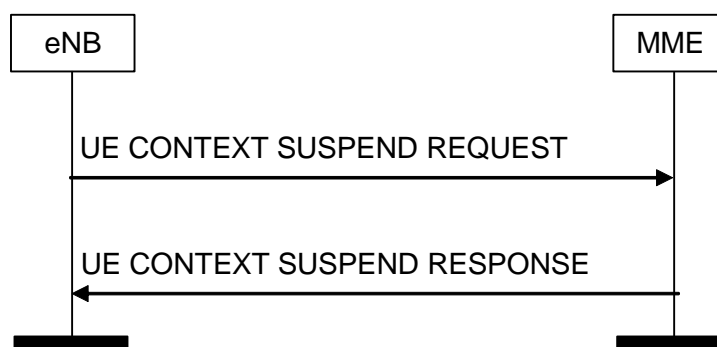 eNB
MME
UE CONTEXT SUSPEND REQUEST
UE CONTEXT SUSPEND RESPONSE